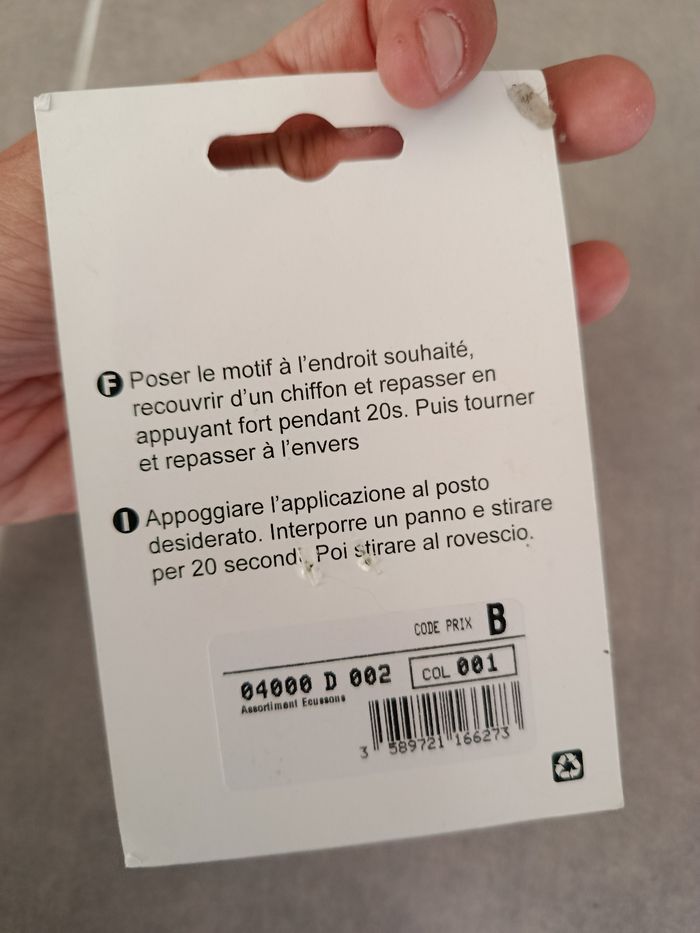 F Poser le motif à l'endroit souhaité,
recouvrir d'un chiffon et repasser en
appuyant fort pendant 20s. Puis tourner
et repasser à l'envers
I Appoggiare l'applicazione al posto
desiderato. Interporre un panno e stirare
per 20 secondi. Poi stirare al rovescio.
CODE PRIX B
04000 D 002 COL 001
Assortiment Ecussons
3 589721 166273